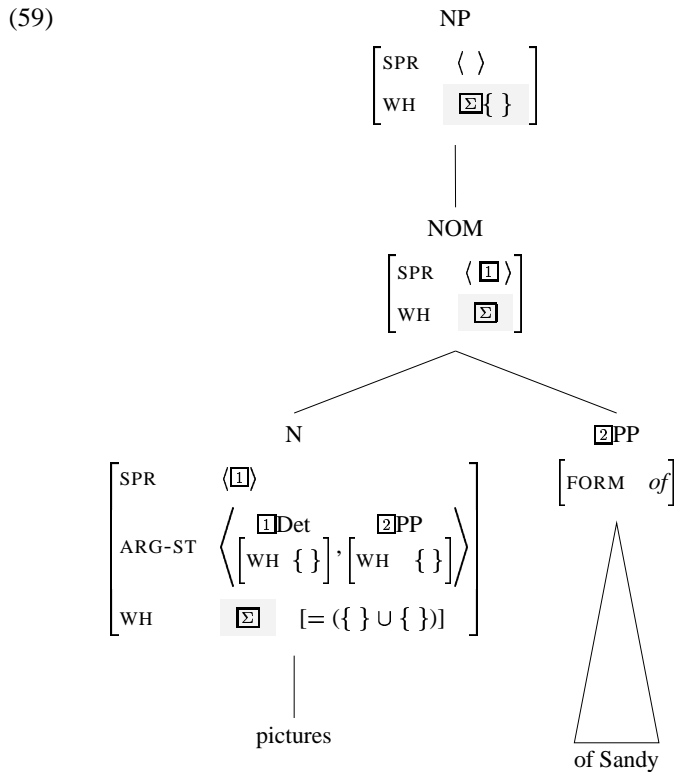 (59)
NP
SPR ⟨ ⟩
WH Σ{ }
NOM
SPR ⟨ 1 ⟩
WH Σ
N 2PP
SPR ⟨1⟩ FORM of
ARG-ST ⟨ 1Det [WH { }], 2PP [WH { }] ⟩
WH Σ [= ({ } ∪ { })]
pictures
of Sandy